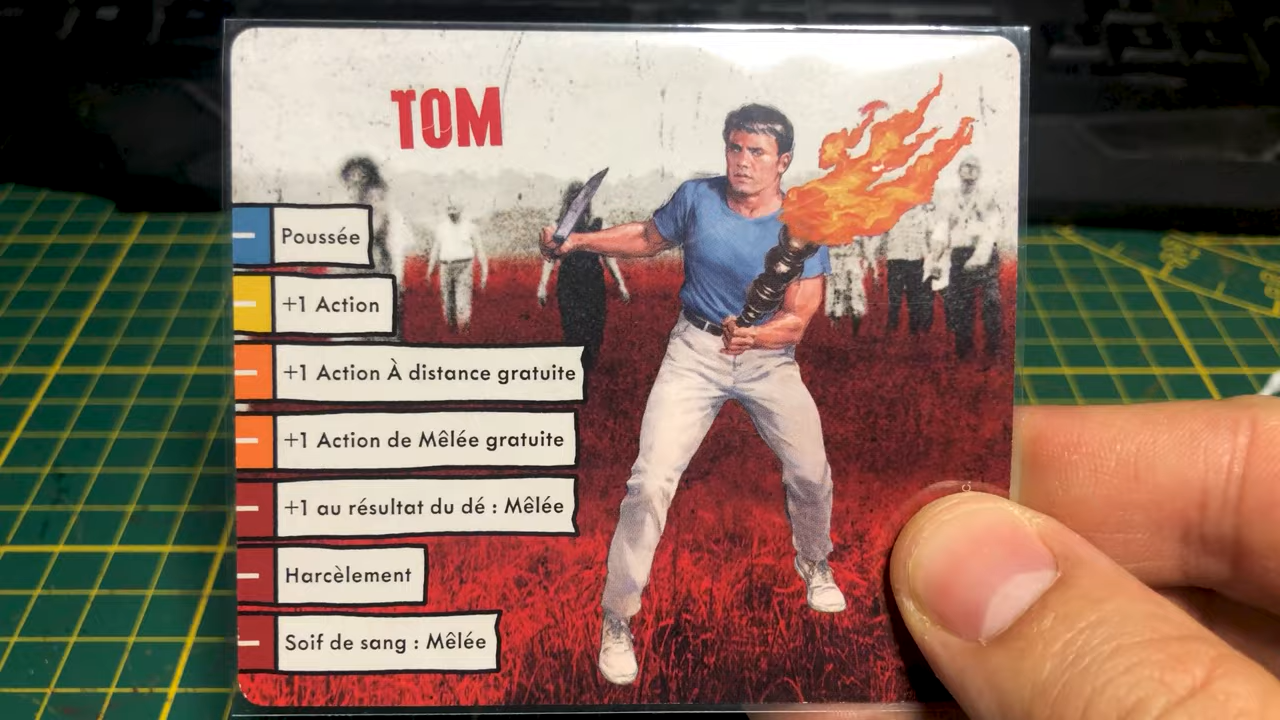 TOM
Poussée
+1 Action
+1 Action À distance gratuite
+1 Action de Mêlée gratuite
+1 au résultat du dé : Mêlée
Harcèlement
Soif de sang : Mêlée